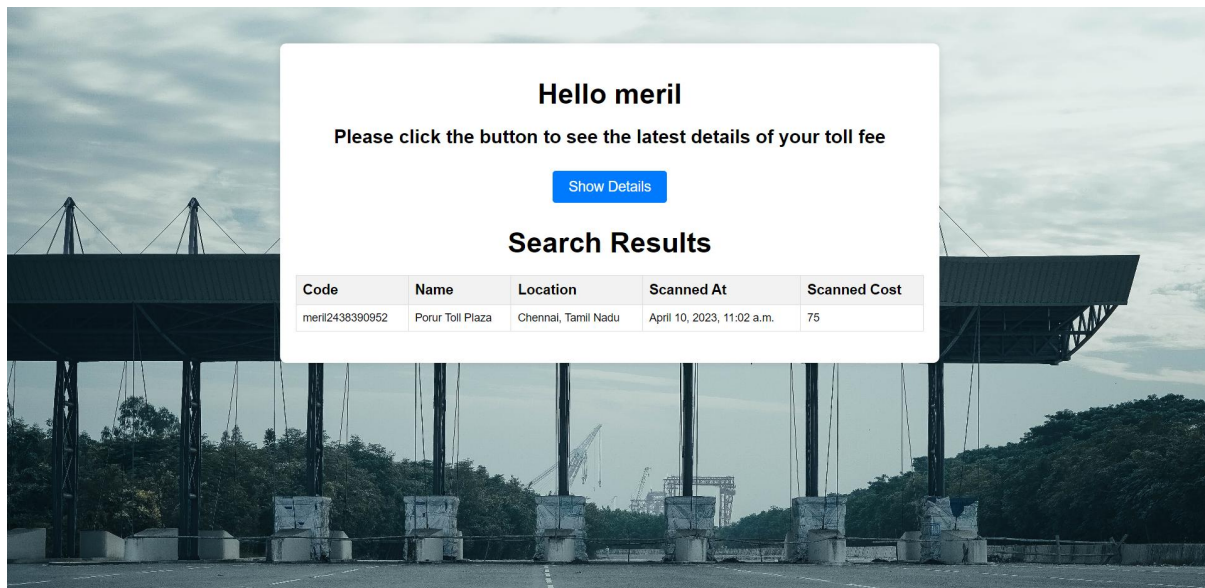 Hello meril
Please click the button to see the latest details of your toll fee
Show Details
Search Results
Code Name Location Scanned At Scanned Cost
meril2438390952 Porur Toll Plaza Chennai, Tamil Nadu April 10, 2023, 11:02 a.m. 75